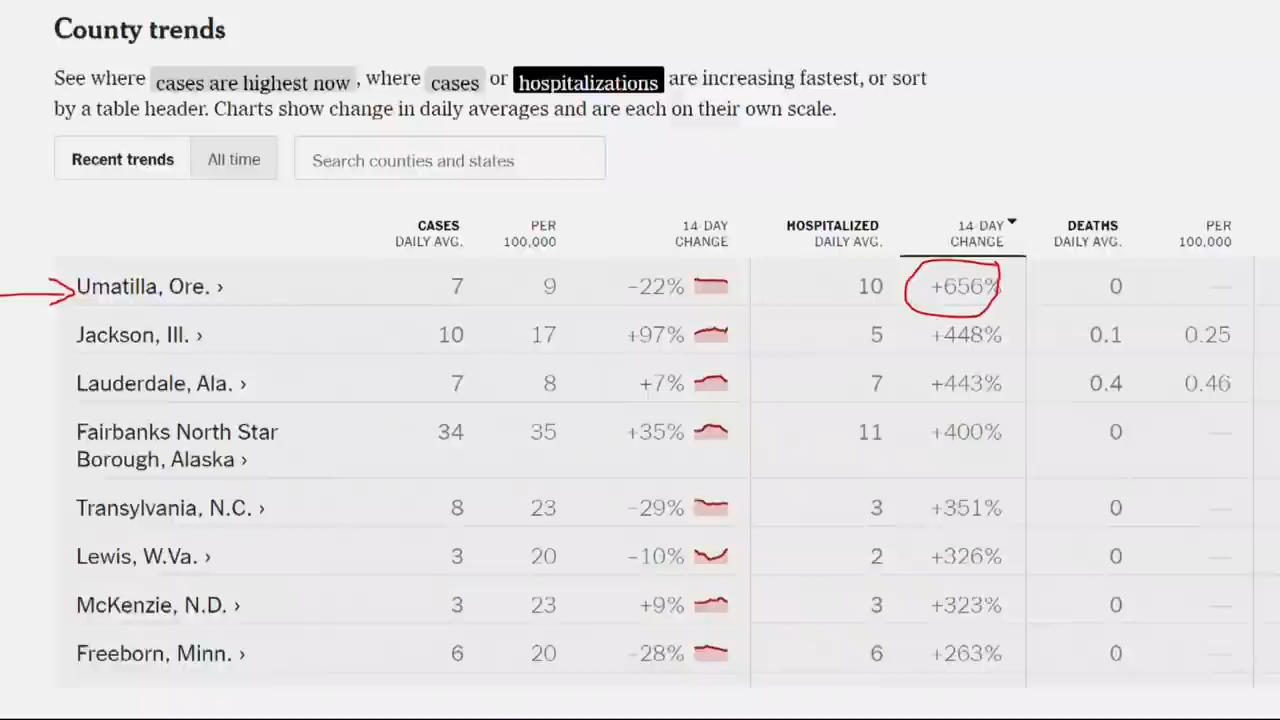 County trends
See where cases are highest now, where cases or hospitalizations are increasing fastest, or sort
by a table header. Charts show change in daily averages and are each on their own scale.
Recent trends All time Search counties and states
CASES PER 14-DAY HOSPITALIZED 14-DAY DEATHS PER
DAILY AVG. 100,000 CHANGE DAILY AVG. CHANGE DAILY AVG. 100,000
Umatilla, Ore. › 7 9 –22% 10 +656% 0 —
Jackson, Ill. › 10 17 +97% 5 +448% 0.1 0.25
Lauderdale, Ala. › 7 8 +7% 7 +443% 0.4 0.46
Fairbanks North Star 34 35 +35% 11 +400% 0 —
Borough, Alaska ›
Transylvania, N.C. › 8 23 –29% 3 +351% 0 —
Lewis, W.Va. › 3 20 –10% 2 +326% 0 —
McKenzie, N.D. › 3 23 +9% 3 +323% 0 —
Freeborn, Minn. › 6 20 –28% 6 +263% 0 —